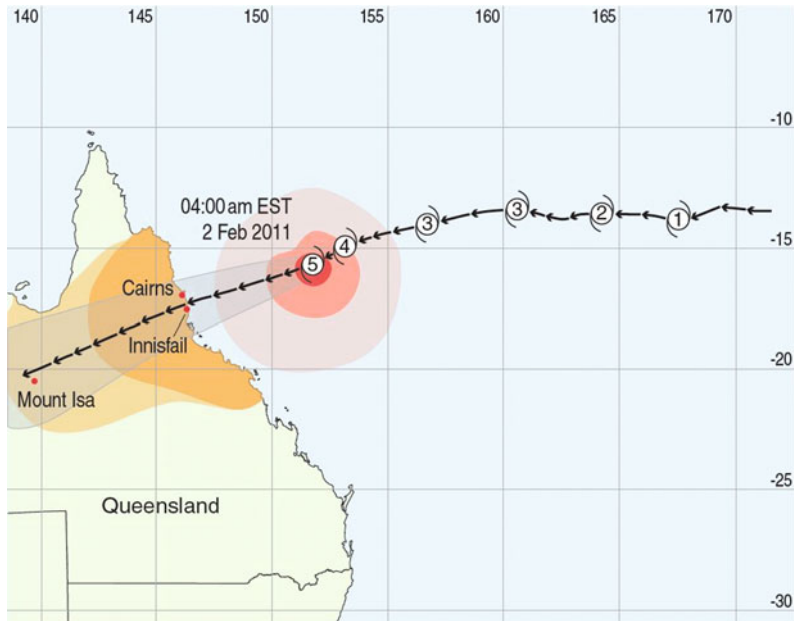 140 145 150 155 160 165 170
-10
04:00 am EST
2 Feb 2011
3 3 2 1
4
-15
5
Cairns
Innisfail
-20
Mount Isa
-25
Queensland
-30